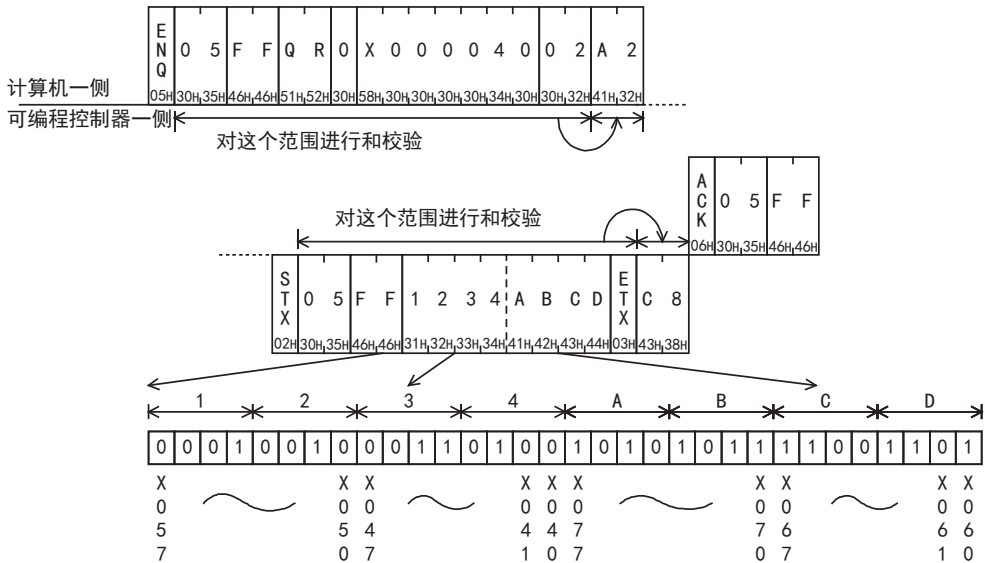 ENQ 0 5 F F Q R 0 X 0 0 0 0 4 0 0 2 A 2
05H 30H 35H 46H 46H 51H 52H 30H 58H 30H 30H 30H 30H 34H 30H 30H 32H 41H 32H
计算机一侧
可编程控制器一侧
对这个范围进行和校验
ACK 0 5 F F
06H 30H 35H 46H 46H
对这个范围进行和校验
STX 0 5 F F 1 2 3 4 A B C D ETX C 8
02H 30H 35H 46H 46H 31H 32H 33H 34H 41H 42H 43H 44H 03H 43H 38H
1 2 3 4 A B C D
0 0 0 1 0 0 1 0 0 0 1 1 0 1 0 0 1 0 1 0 1 0 1 1 1 1 0 0 1 1 0 1
X X X X X X X X X X
0 0 0 0 0 0 0 0 0 0
5 5 4 4 4 7 7 6 6 6
7 0 7 1 0 7 0 7 1 0